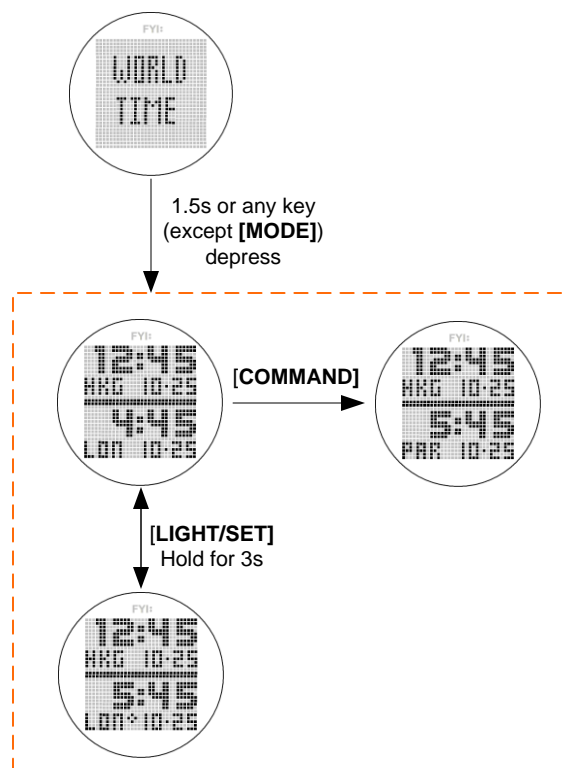 FYI:
WORLD
TIME
1.5s or any key
(except [MODE])
depress
FYI:
12:45
HKG 10·25
4:45
LON 10·25
[COMMAND]
FYI:
12:45
HKG 10·25
5:45
PAR 10·25
[LIGHT/SET]
Hold for 3s
FYI:
12:45
HKG 10·25
5:45
LON 10·25